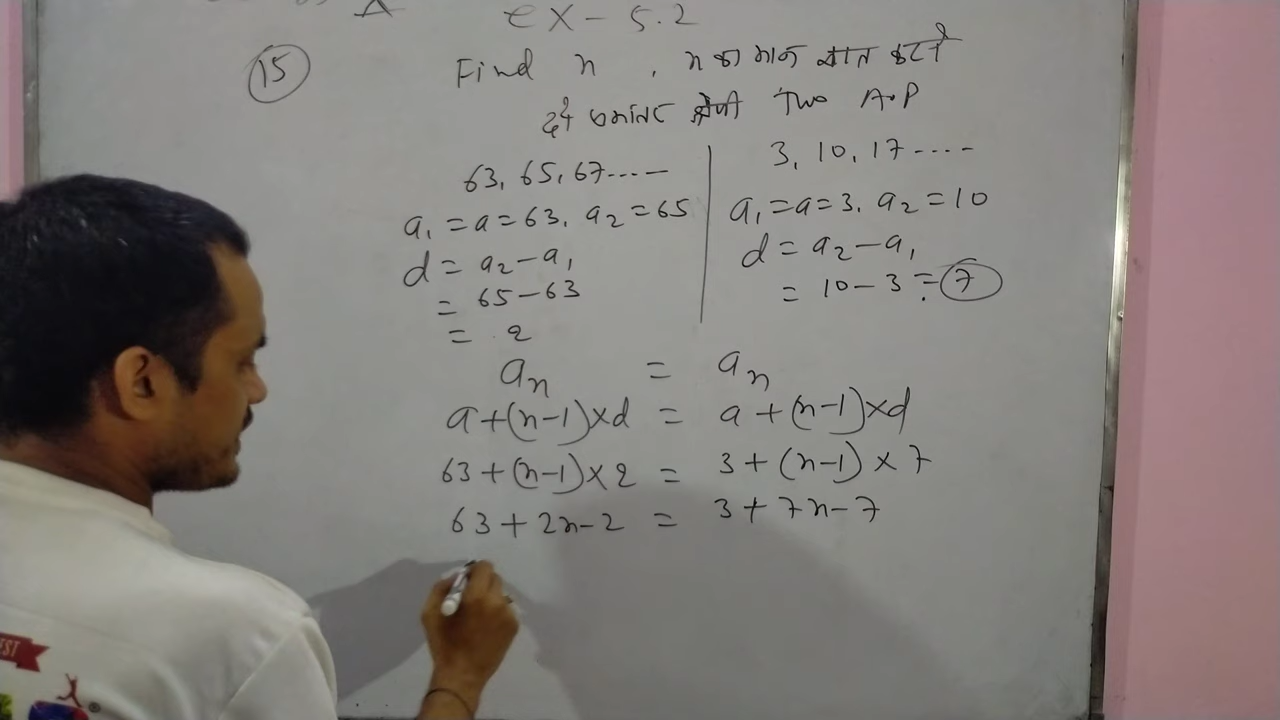 ex - 5.2
(15) Find n , n का मान ज्ञात करो
Two A.P
63, 65, 67 .....
a₁ = a = 63, a₂ = 65
d = a₂ - a₁
= 65 - 63
= 2
3, 10, 17 ....
a₁ = a = 3, a₂ = 10
d = a₂ - a₁
= 10 - 3 = 7
aₙ = aₙ
a + (n-1) × d = a + (n-1) × d
63 + (n-1) × 2 = 3 + (n-1) × 7
63 + 2n - 2 = 3 + 7n - 7